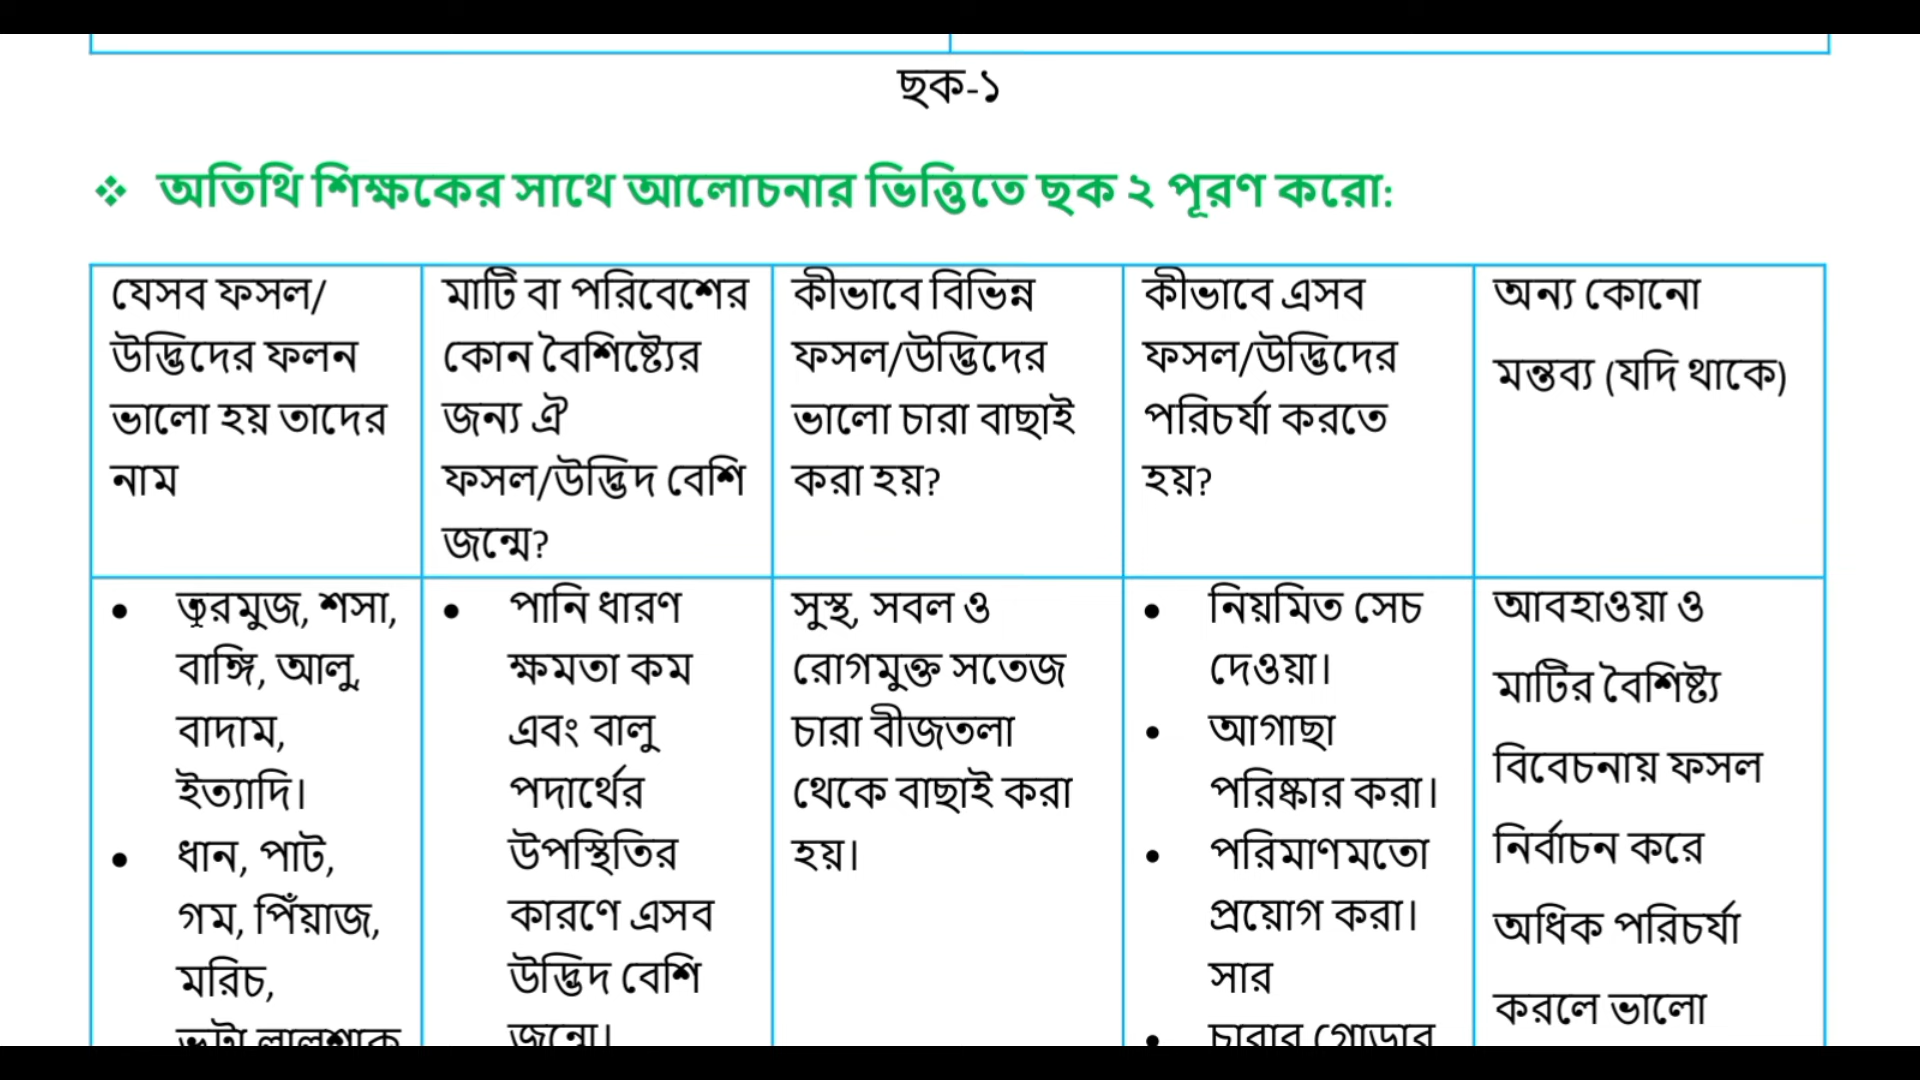 ছক-১
❖ অতিথি শিক্ষকের সাথে আলোচনার ভিত্তিতে ছক ২ পূরণ করো:
যেসব ফসল/
উদ্ভিদের ফলন
ভালো হয় তাদের
নাম
মাটি বা পরিবেশের
কোন বৈশিষ্ট্যের
জন্য ঐ
ফসল/উদ্ভিদ বেশি
জন্মে?
কীভাবে বিভিন্ন
ফসল/উদ্ভিদের
ভালো চারা বাছাই
করা হয়?
কীভাবে এসব
ফসল/উদ্ভিদের
পরিচর্যা করতে
হয়?
অন্য কোনো
মন্তব্য (যদি থাকে)
• তরমুজ, শসা,
বাঙ্গি, আলু,
বাদাম,
ইত্যাদি।
• ধান, পাট,
গম, পিঁয়াজ,
মরিচ,
ভুট্টা লালশাক
• পানি ধারণ
ক্ষমতা কম
এবং বালু
পদার্থের
উপস্থিতির
কারণে এসব
উদ্ভিদ বেশি
জন্মে।
সুস্থ, সবল ও
রোগমুক্ত সতেজ
চারা বীজতলা
থেকে বাছাই করা
হয়।
• নিয়মিত সেচ
দেওয়া।
• আগাছা
পরিষ্কার করা।
• পরিমাণমতো
প্রয়োগ করা।
সার
• চারার গোড়ার
আবহাওয়া ও
মাটির বৈশিষ্ট্য
বিবেচনায় ফসল
নির্বাচন করে
অধিক পরিচর্যা
করলে ভালো